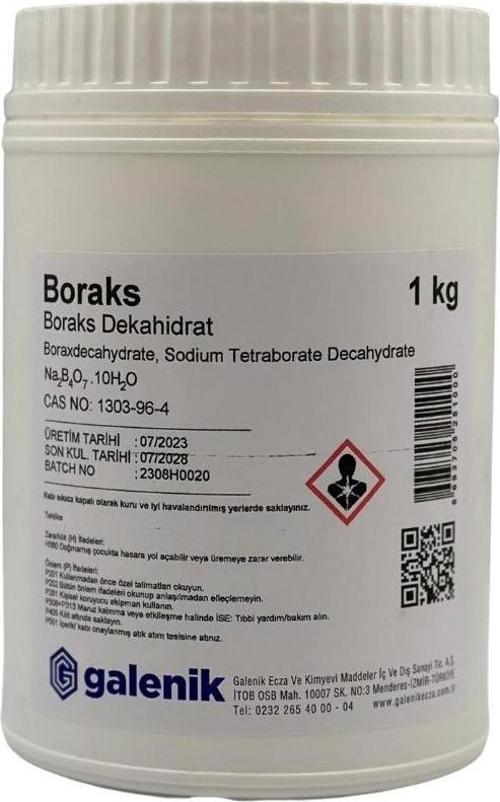 Boraks 1 kg
Boraks Dekahidrat
Boraxdecahydrate, Sodium Tetraborate Decahydrate
Na₂B₄O₇.10H₂O
CAS NO: 1303-96-4
ÜRETİM TARİHİ : 07/2023
SON KUL. TARİHİ : 07/2028
BATCH NO : 2308H0020
Kabı sıkıca kapalı olarak kuru ve iyi havalandırılmış yerlerde saklayınız.
Tehlike
Zararlılık (H) İfadeleri:
H360 Doğmamış çocukta hasara yol açabilir veya üremeye zarar verebilir.
Önlem (P) İfadeleri:
P201 Kullanmadan önce özel talimatları okuyun.
P202 Bütün önlem ifadeleri okunup anlaşılmadan elleçlemeyin.
P281 Kişisel koruyucu ekipman kullanın.
P308+P313 Maruz kalınma veya etkileşme halinde İSE: Tıbbi yardım/bakım alın.
P405 Kilit altında saklayın.
P501 İçerik/ kabı onaylanmış atık atım tesisine atınız.
galenik
Galenik Ecza Ve Kimyevi Maddeler İç Ve Dış Sanayi Tic. A.Ş.
İTOB OSB Mah. 10007 SK. NO:3 Menderes-İZMİR-TÜRKİYE
Tel: 0232 265 40 00 - 04 www.galenikecza.com.tr